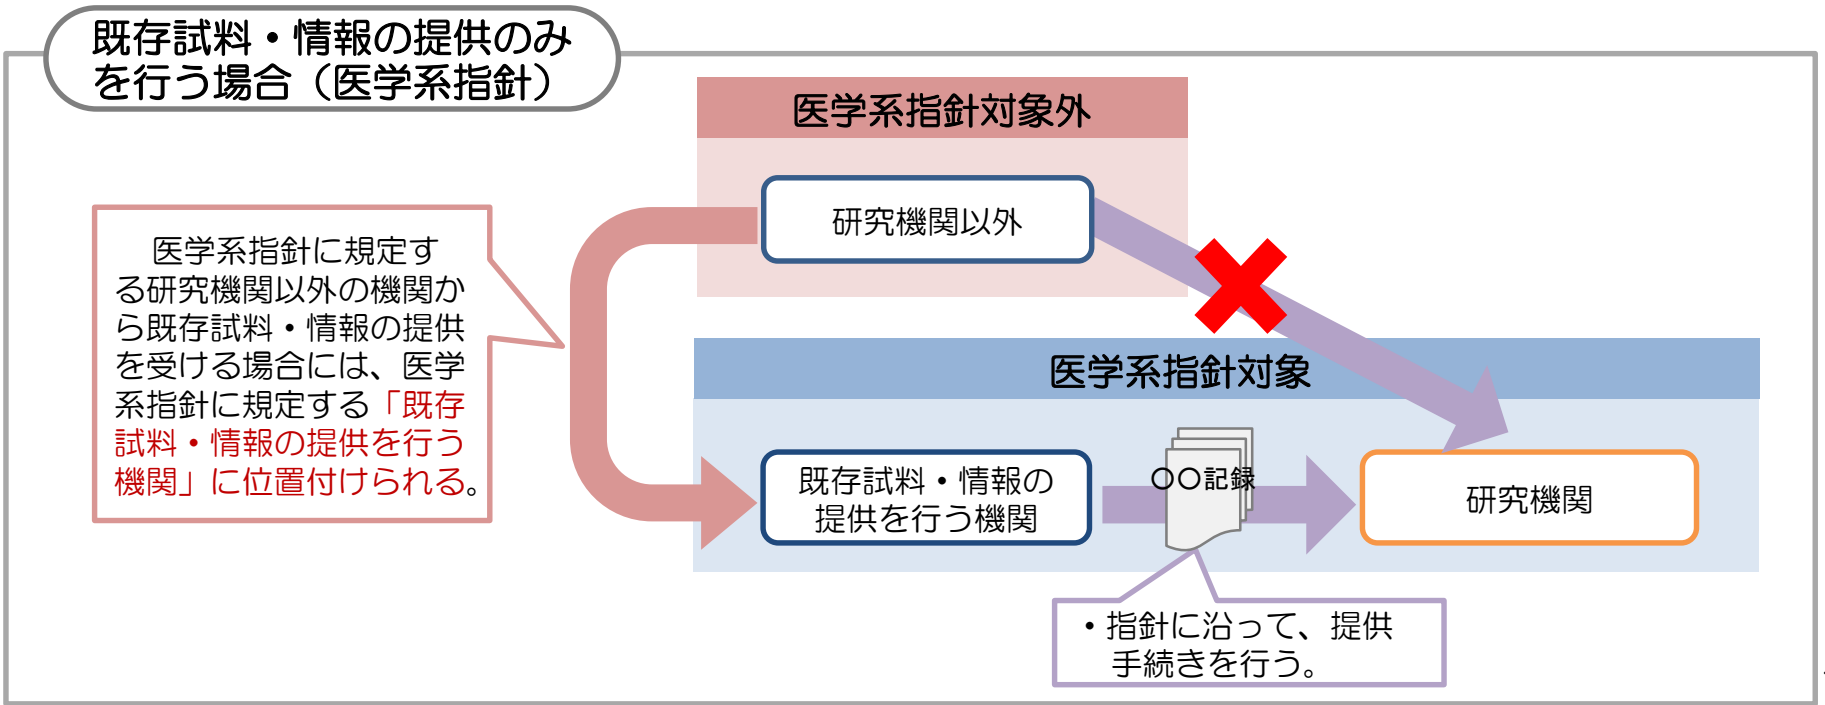 既存試料・情報の提供のみ
を行う場合（医学系指針）
医学系指針対象外
研究機関以外
医学系指針に規定す
る研究機関以外の機関か
ら既存試料・情報の提供
を受ける場合には、医学
系指針に規定する「既存
試料・情報の提供を行う
機関」に位置付けられる。
医学系指針対象
既存試料・情報の
提供を行う機関
〇〇記録
研究機関
・指針に沿って、提供
手続きを行う。